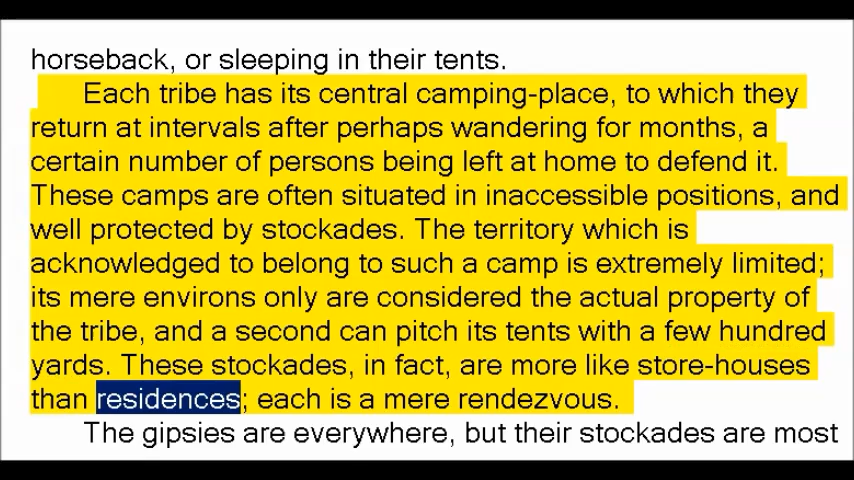 horseback, or sleeping in their tents.
Each tribe has its central camping-place, to which they
return at intervals after perhaps wandering for months, a
certain number of persons being left at home to defend it.
These camps are often situated in inaccessible positions, and
well protected by stockades. The territory which is
acknowledged to belong to such a camp is extremely limited;
its mere environs only are considered the actual property of
the tribe, and a second can pitch its tents with a few hundred
yards. These stockades, in fact, are more like store-houses
than residences; each is a mere rendezvous.
The gipsies are everywhere, but their stockades are most